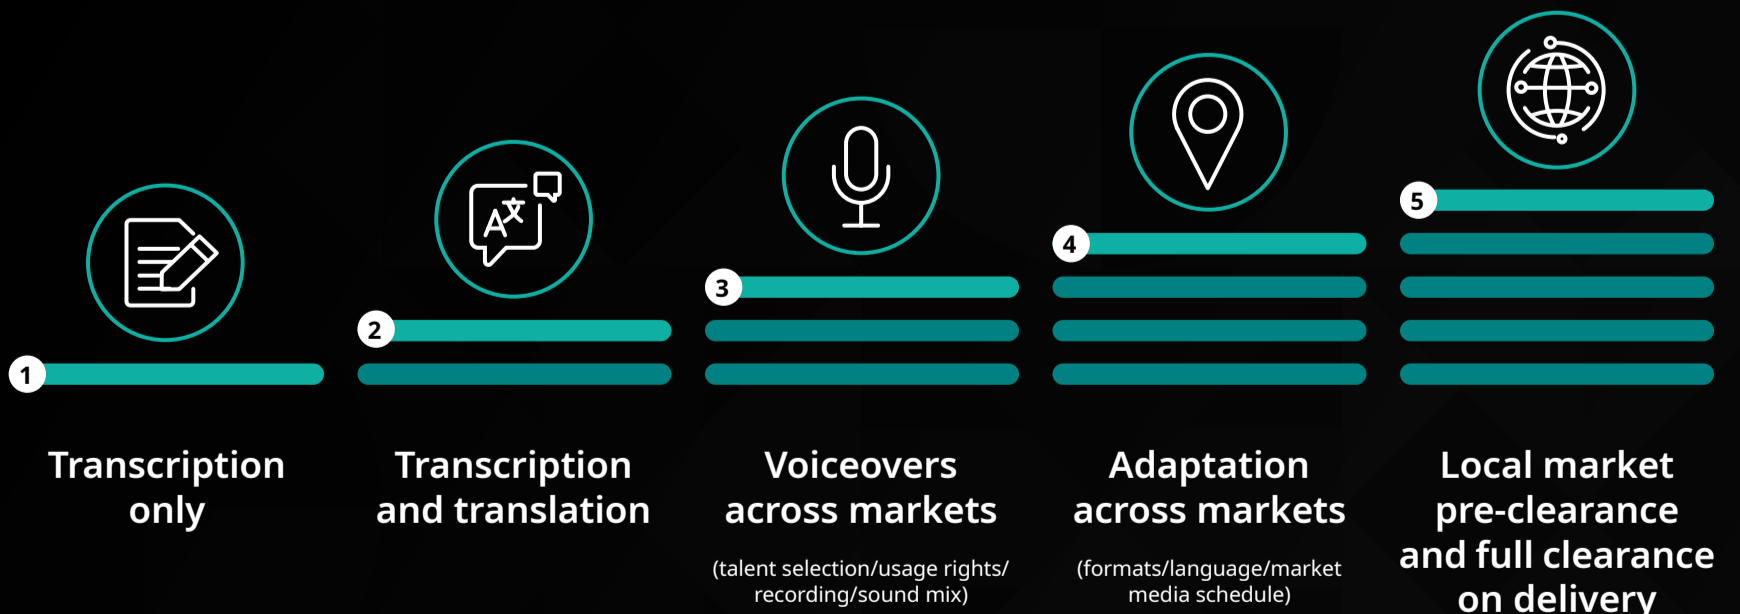 1
Transcription
only
2
Transcription
and translation
3
Voiceovers
across markets
(talent selection/usage rights/
recording/sound mix)
4
Adaptation
across markets
(formats/language/market
media schedule)
5
Local market
pre-clearance
and full clearance
on delivery